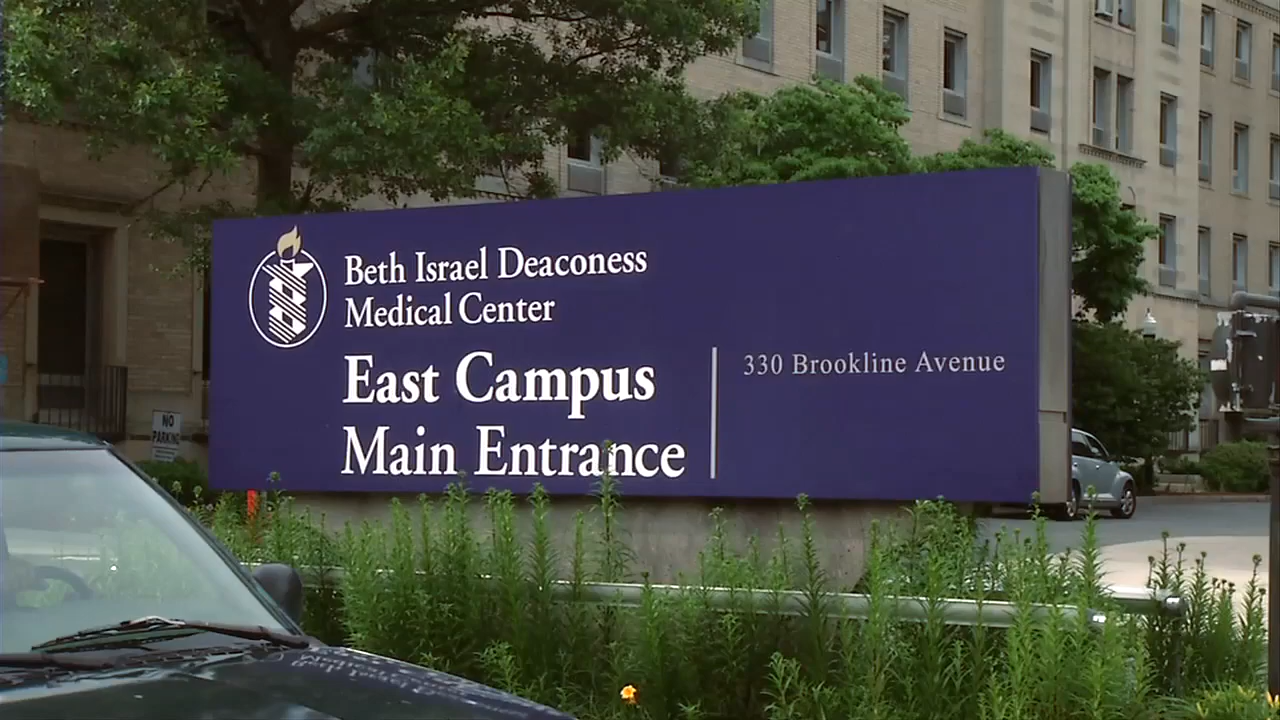 Beth Israel Deaconess
Medical Center
East Campus
Main Entrance
330 Brookline Avenue
NO
PARKING